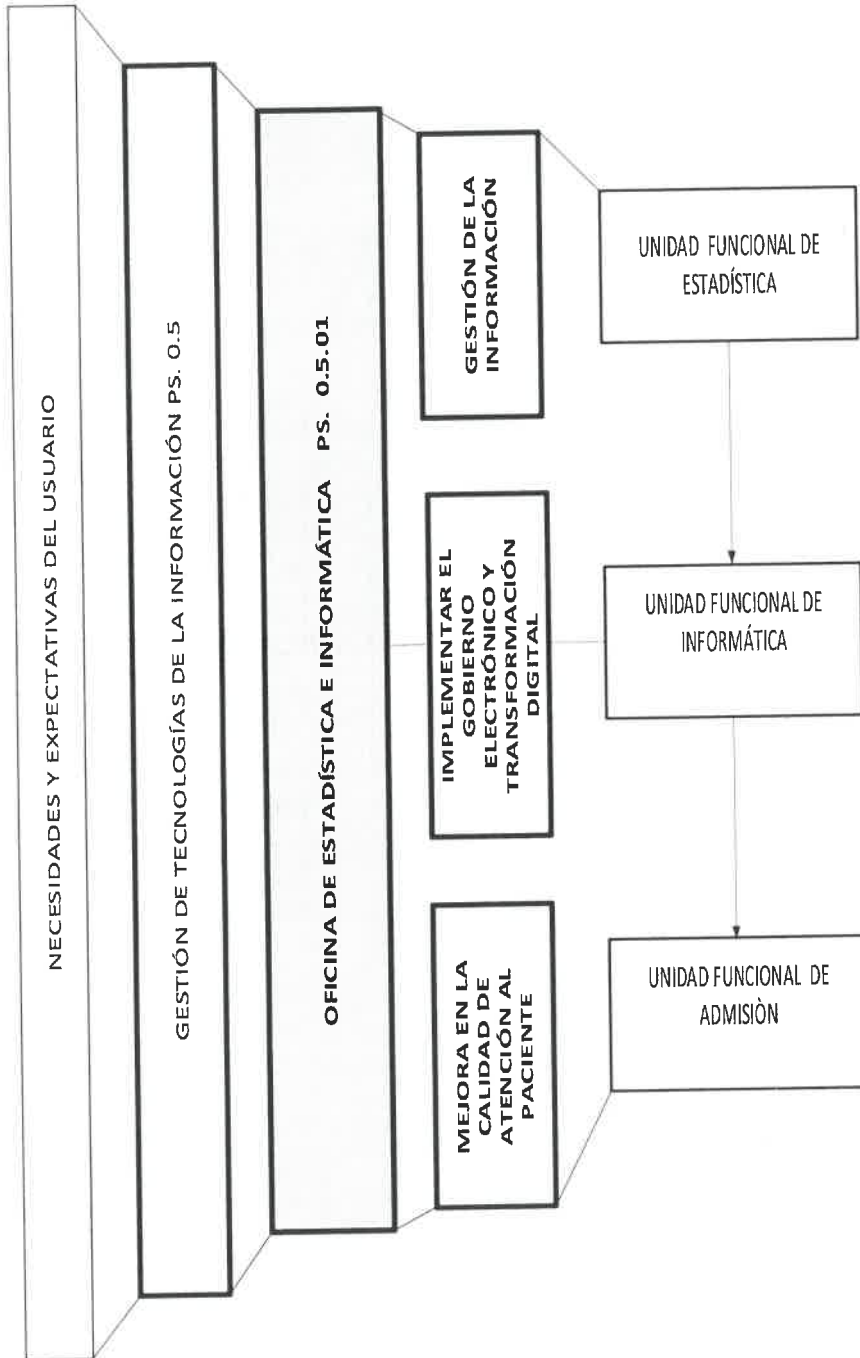 NECESIDADES Y EXPECTATIVAS DEL USUARIO
GESTIÓN DE TECNOLOGÍAS DE LA INFORMACIÓN PS. 0.5
OFICINA DE ESTADÍSTICA E INFORMÁTICA PS. 0.5.01
MEJORA EN LA
CALIDAD DE
ATENCIÓN AL
PACIENTE
IMPLEMENTAR EL
GOBIERNO
ELECTRÓNICO Y
TRANSFORMACIÓN
DIGITAL
GESTIÓN DE LA
INFORMACIÓN
UNIDAD FUNCIONAL DE
ADMISIÒN
UNIDAD FUNCIONAL DE
INFORMÁTICA
UNIDAD FUNCIONAL DE
ESTADÍSTICA